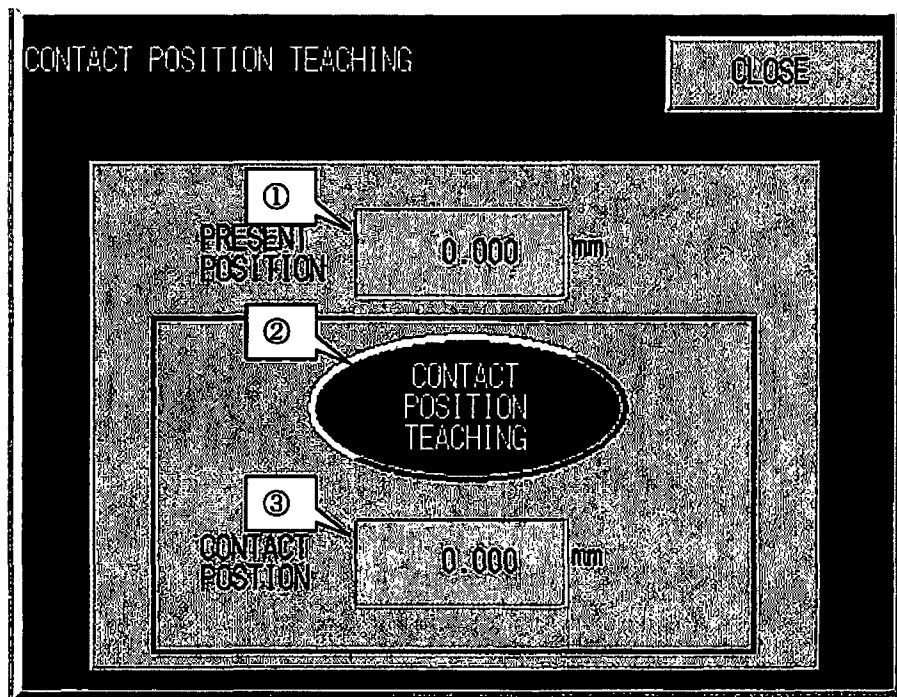 CONTACT POSITION TEACHING
CLOSE
①
PRESENT
POSITION
0.000 mm
②
CONTACT
POSITION
TEACHING
③
CONTACT
POSTION
0.000 mm